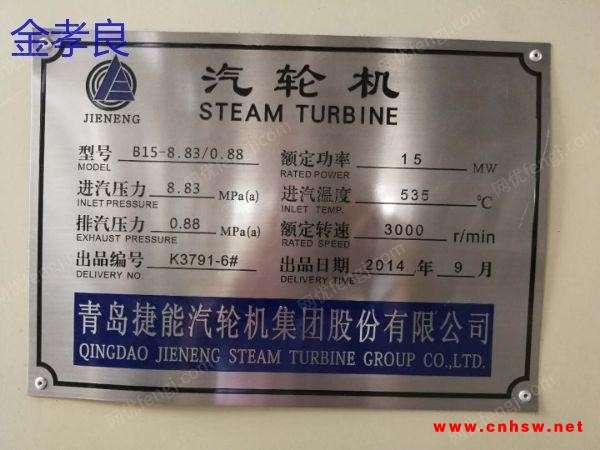 金孝良
汽轮机
JIENENG
STEAM TURBINE
型号 B15-8.83/0.88 额定功率 15 MW
MODEL RATED POWER
进汽压力 8.83 MPa(a) 进汽温度 535 ℃
INLET PRESSURE INLET TEMP.
排汽压力 0.88 MPa(a) 额定转速 3000 r/min
EXHAUST PRESSURE RATED SPEED
出品编号 K3791-6# 出品日期 2014 年 9 月
DELIVERY NO. DELIVERY TIME
青岛捷能汽轮机集团股份有限公司
QINGDAO JIENENG STEAM TURBINE GROUP CO.,LTD.
www.cnhsw.net